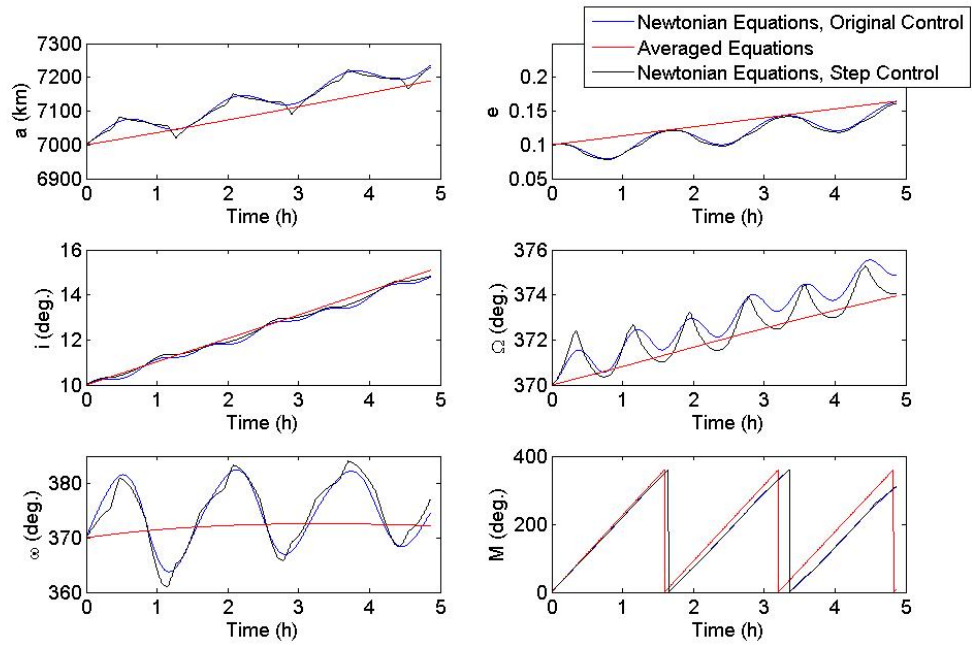 Newtonian Equations, Original Control
Averaged Equations
Newtonian Equations, Step Control
7300
7200
7100
7000
6900
a (km)
0 1 2 3 4 5
Time (h)
0.2
0.15
0.1
0.05
e
0 1 2 3 4 5
Time (h)
16
14
12
10
i (deg.)
0 1 2 3 4 5
Time (h)
376
374
372
370
Ω (deg.)
0 1 2 3 4 5
Time (h)
380
370
360
∞ (deg.)
0 1 2 3 4 5
Time (h)
400
200
0
M (deg.)
0 1 2 3 4 5
Time (h)